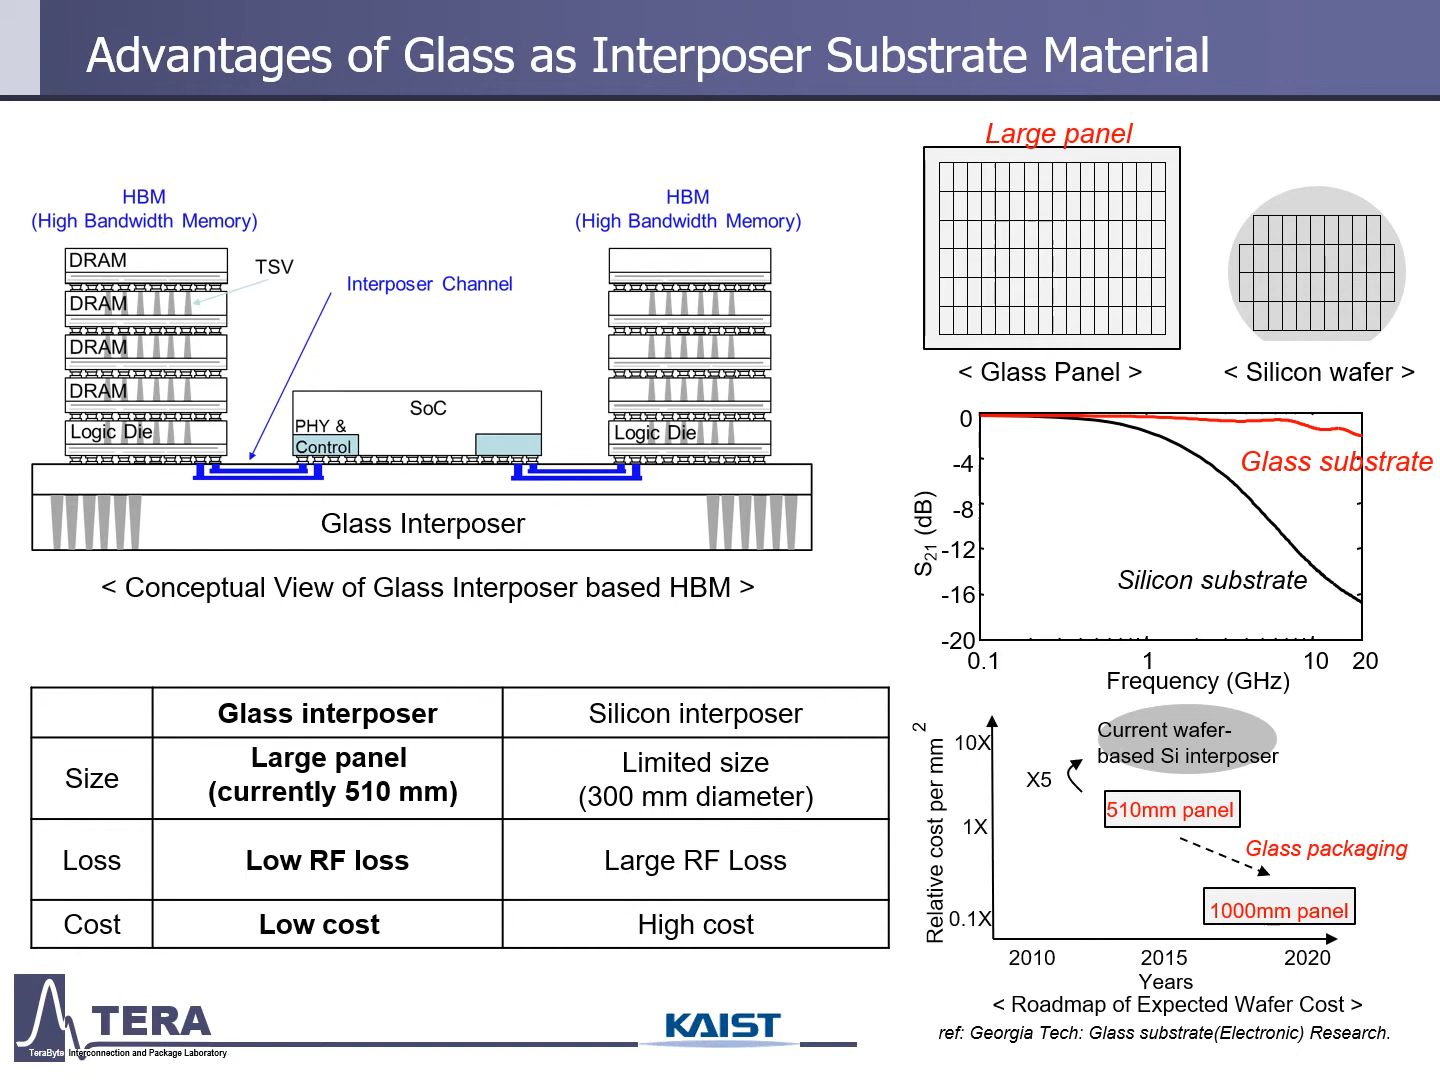 Advantages of Glass as Interposer Substrate Material
HBM
(High Bandwidth Memory)
HBM
(High Bandwidth Memory)
DRAM
DRAM
DRAM
DRAM
Logic Die
TSV
Interposer Channel
SoC
PHY &
Control
Logic Die
Glass Interposer
< Conceptual View of Glass Interposer based HBM >
Large panel
< Glass Panel >
< Silicon wafer >
0
-4
-8
-12
-16
-20
S21 (dB)
Glass substrate
Silicon substrate
0.1 1 10 20
Frequency (GHz)
Glass interposer Silicon interposer
Size
Large panel
(currently 510 mm)
Limited size
(300 mm diameter)
Loss Low RF loss Large RF Loss
Cost Low cost High cost
Relative cost per mm 2
10X
1X
0.1X
Current wafer-
based Si interposer
X5
510mm panel
Glass packaging
1000mm panel
2010 2015 2020
Years
< Roadmap of Expected Wafer Cost >
ref: Georgia Tech: Glass substrate(Electronic) Research.
TERA
TeraByte Interconnection and Package Laboratory
KAIST